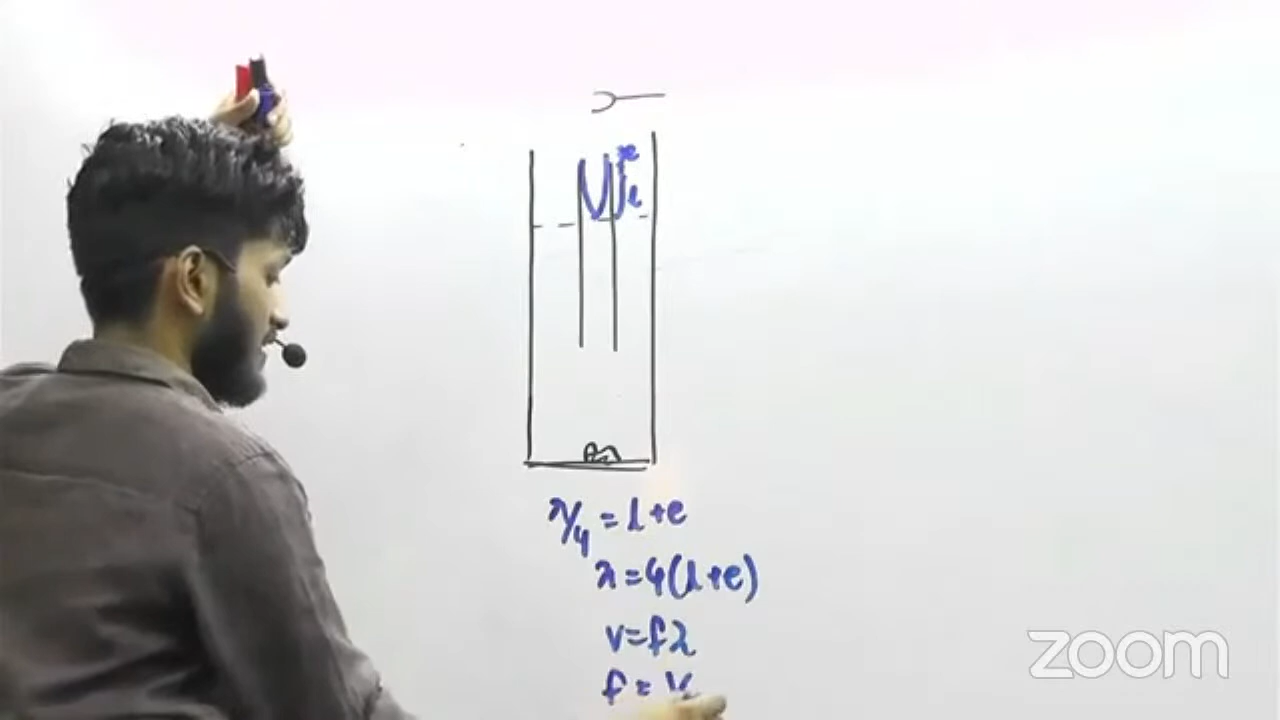 e
l
λ/4 = l+e
λ=4(l+e)
v=fλ
f = v
zoom